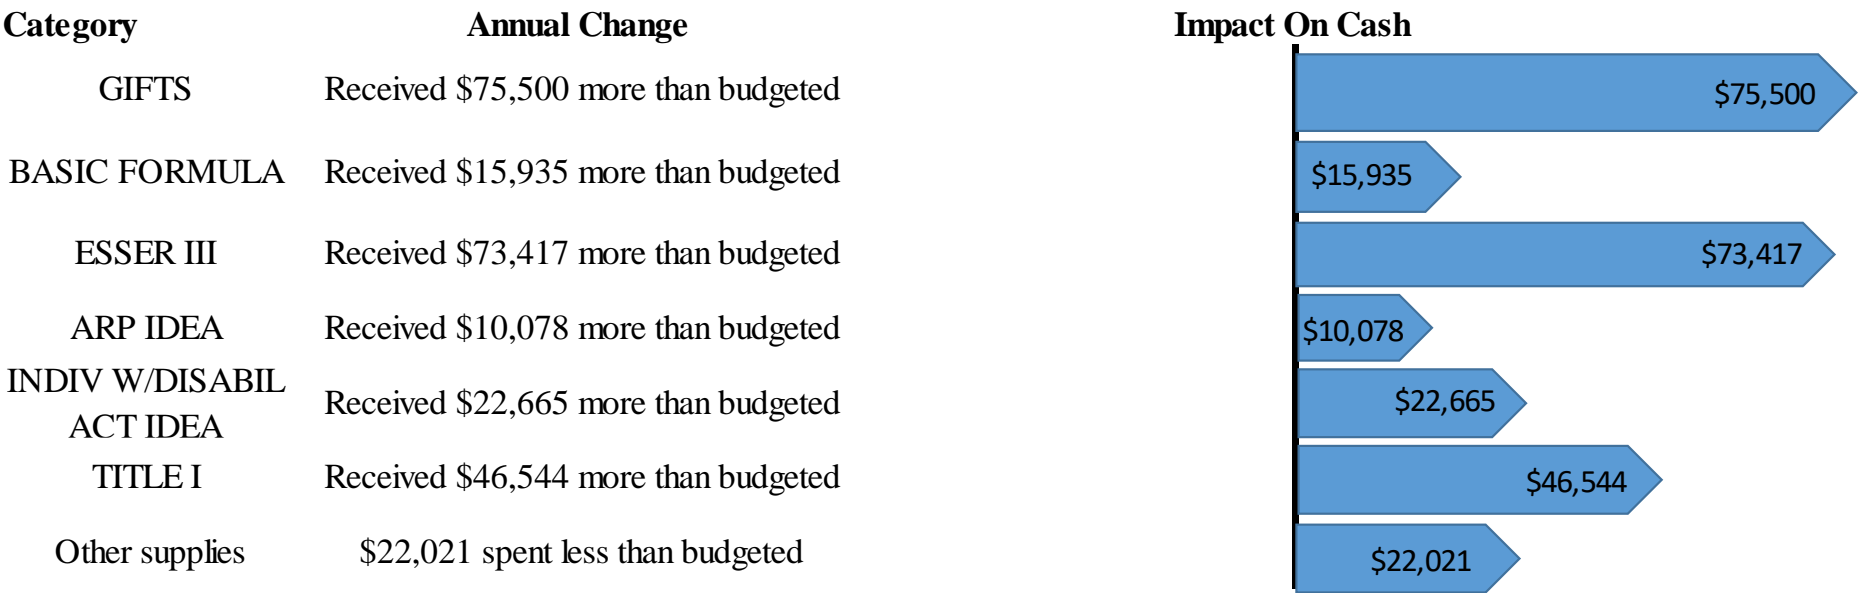 Category Annual Change Impact On Cash
GIFTS Received $75,500 more than budgeted $75,500
BASIC FORMULA Received $15,935 more than budgeted $15,935
ESSER III Received $73,417 more than budgeted $73,417
ARP IDEA Received $10,078 more than budgeted $10,078
INDIV W/DISABIL
ACT IDEA Received $22,665 more than budgeted $22,665
TITLE I Received $46,544 more than budgeted $46,544
Other supplies $22,021 spent less than budgeted $22,021